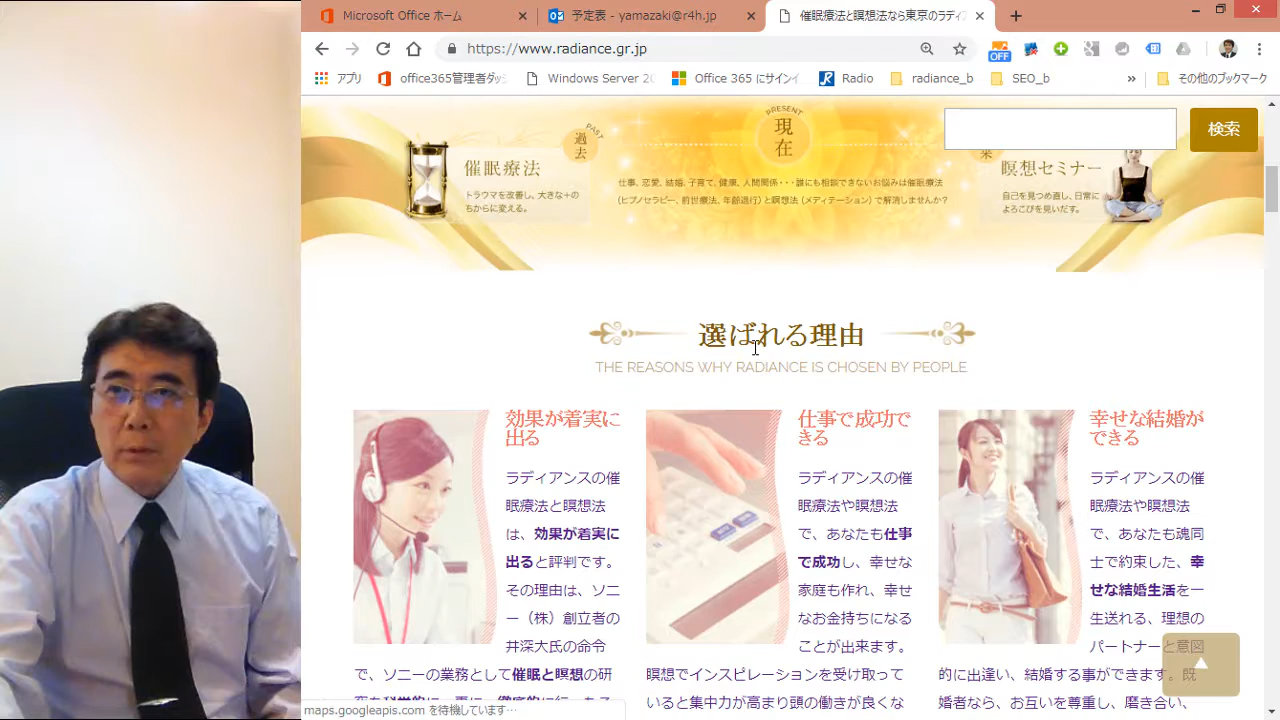 Microsoft Office ホーム
予定表 - yamazaki@r4h.jp
催眠療法と瞑想法なら東京のラディ
https://www.radiance.gr.jp
OFF
アプリ
office365管理者ダッシ
Windows Server 20
Office 365 にサインイ
Radio
radiance_b
SEO_b
»
その他のブックマーク
検索
PAST
過去
PRESENT
現在
来
催眠療法
トラウマを改善し、大きな＋の
ちからに変える。
仕事、恋愛、結婚、子育て、健康、人間関係・・・誰にも相談できないお悩みは催眠療法
(ヒプノセラピー、前世療法、年齢退行)と瞑想法(メディテーション)で解消しませんか?
瞑想セミナー
自己を見つめ直し、日常に
よろこびを見いだす。
選ばれる理由
THE REASONS WHY RADIANCE IS CHOSEN BY PEOPLE
効果が着実に
出る
ラディアンスの催
眠療法と瞑想法
は、効果が着実に
出ると評判です。
その理由は、ソニ
ー（株）創立者の
井深大氏の命令
で、ソニーの業務として催眠と瞑想の研
仕事で成功で
きる
ラディアンスの催
眠療法や瞑想法
で、あなたも仕事
で成功し、幸せな
家庭も作れ、幸せ
なお金持ちになる
ことが出来ます。
瞑想でインスピレーションを受け取って
いると集中力が高まり頭の働きが良くな
幸せな結婚が
できる
ラディアンスの催
眠療法や瞑想法
で、あなたも魂同
士で約束した、幸
せな結婚生活を一
生送れる、理想の
パートナーと意図
的に出逢い、結婚する事ができます。既
婚者なら、お互いを尊重し、磨き合い、
maps.googleapis.com を待機しています…